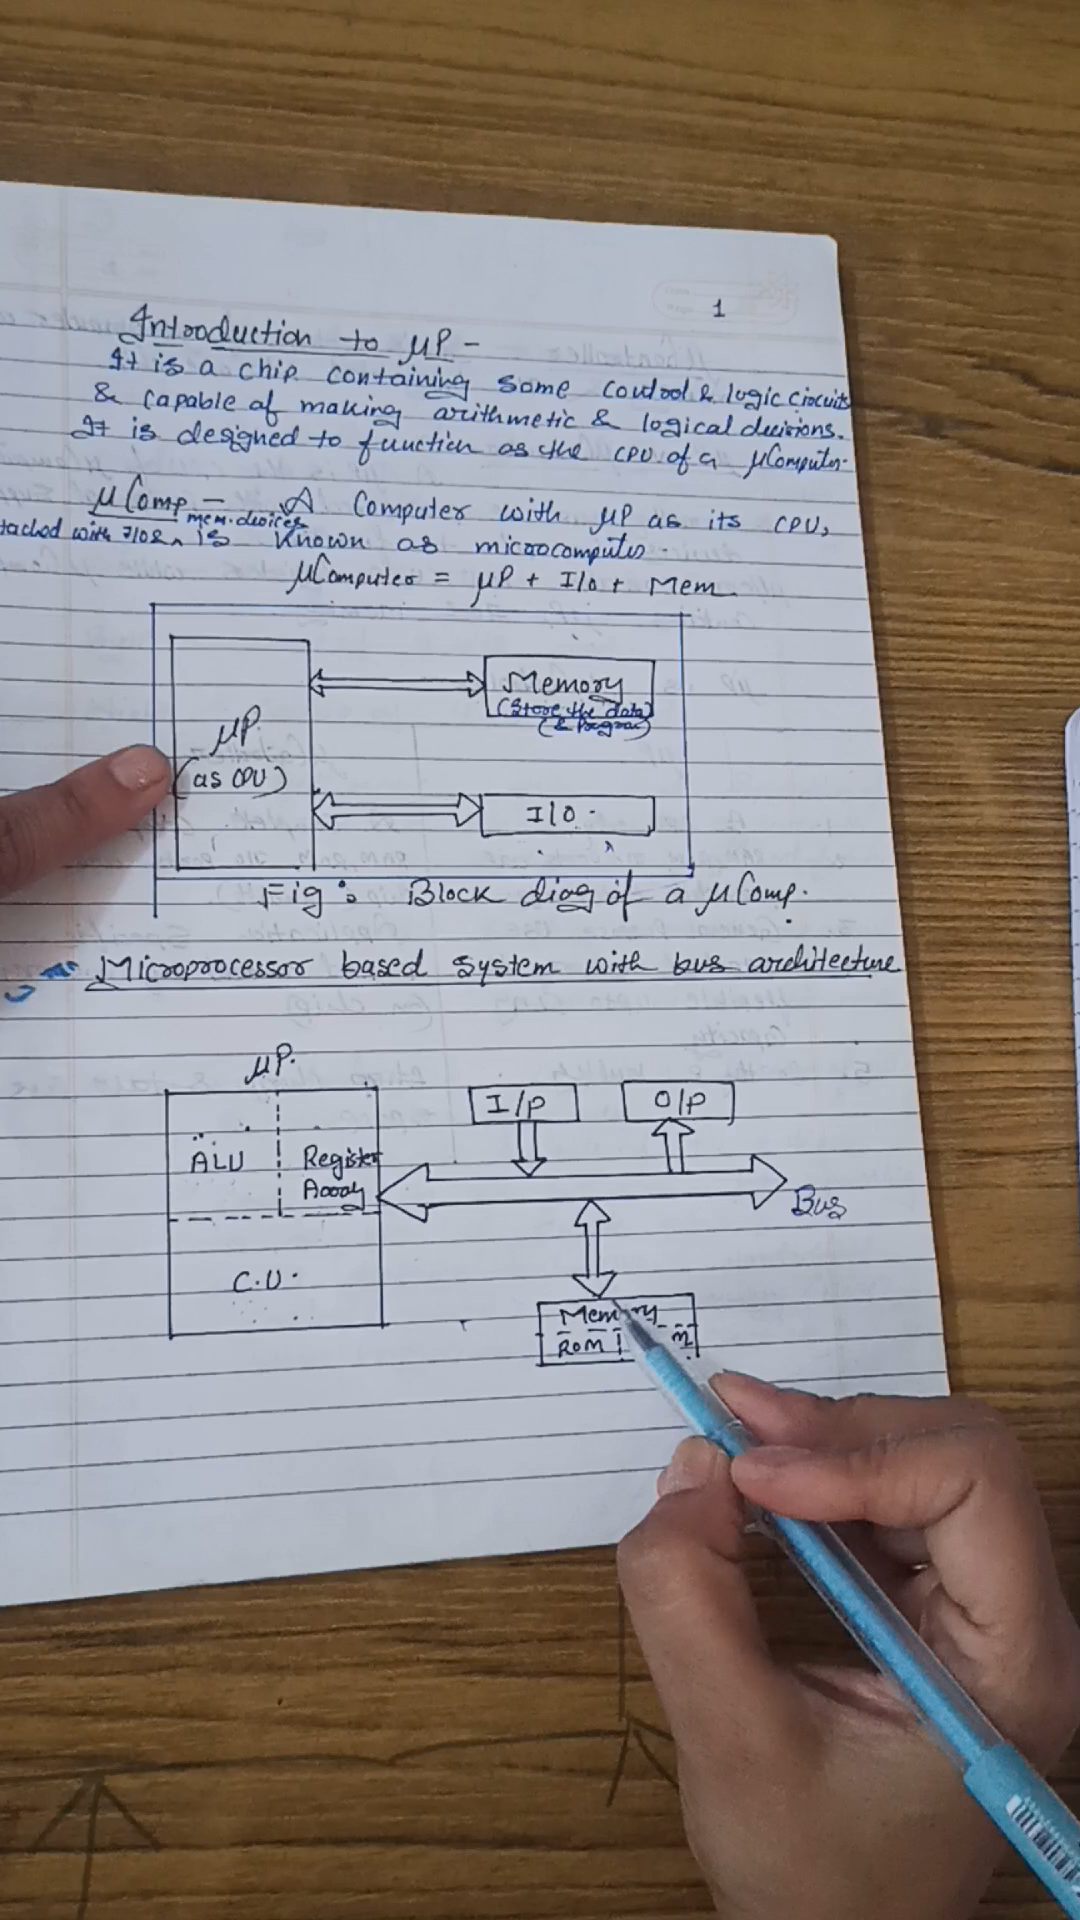 1
Introduction to μP -
It is a chip containing some control & logic circuits
& capable of making arithmetic & logical decisions.
It is designed to function as the CPU of a μComputer.
μComp - A Computer with μP as its CPU,
mem. devices
tached with I/O & ^ is known as microcomputer.
μComputer = μP + I/O + Mem.
Memory
(Store the data)
(& Program)
μP
(as CPU)
I/O
Fig: Block diag of a μComp.
Microprocessor based system with bus architecture
μP.
I/P O/P
ALU Register
Array
Bus
C.U.
Memory
ROM